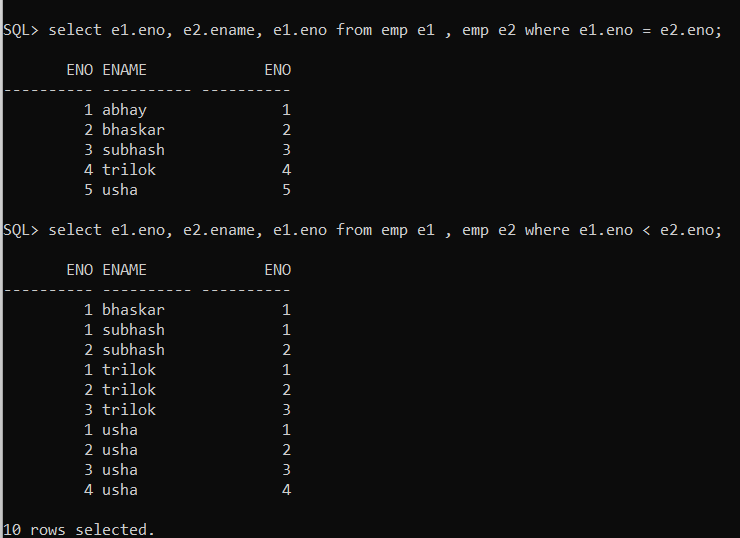 SQL> select e1.eno, e2.ename, e1.eno from emp e1 , emp e2 where e1.eno = e2.eno;
       ENO ENAME             ENO
---------- ---------- ----------
         1 abhay               1
         2 bhaskar             2
         3 subhash             3
         4 trilok              4
         5 usha                5
SQL> select e1.eno, e2.ename, e1.eno from emp e1 , emp e2 where e1.eno < e2.eno;
       ENO ENAME             ENO
---------- ---------- ----------
         1 bhaskar             1
         1 subhash             1
         2 subhash             2
         1 trilok              1
         2 trilok              2
         3 trilok              3
         1 usha                1
         2 usha                2
         3 usha                3
         4 usha                4
10 rows selected.